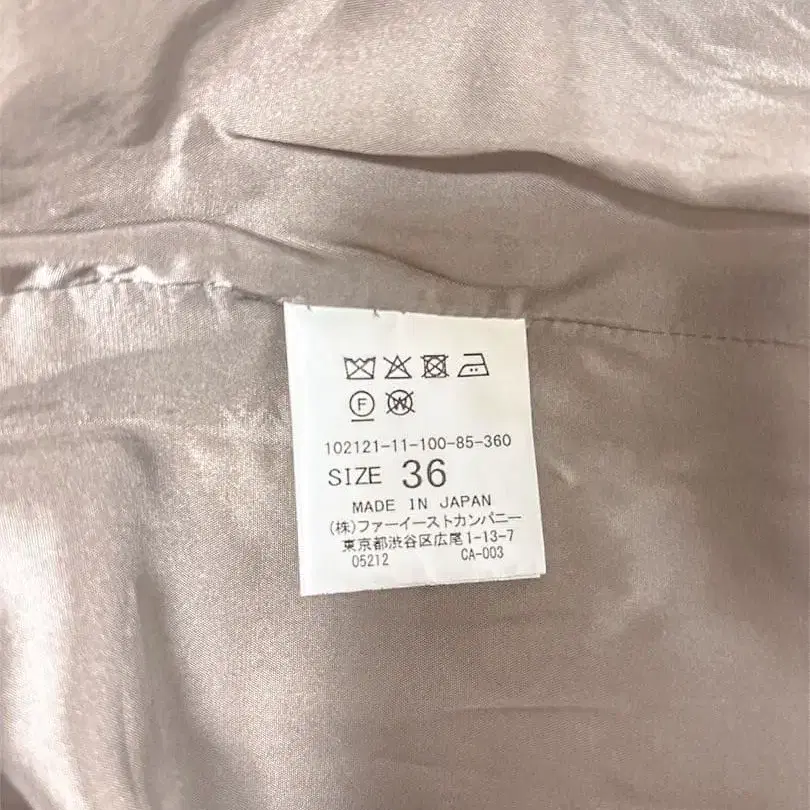 F W
102121-11-100-85-360
SIZE 36
MADE IN JAPAN
(株)ファーイーストカンパニー
東京都渋谷区広尾1-13-7
05212 CA-003